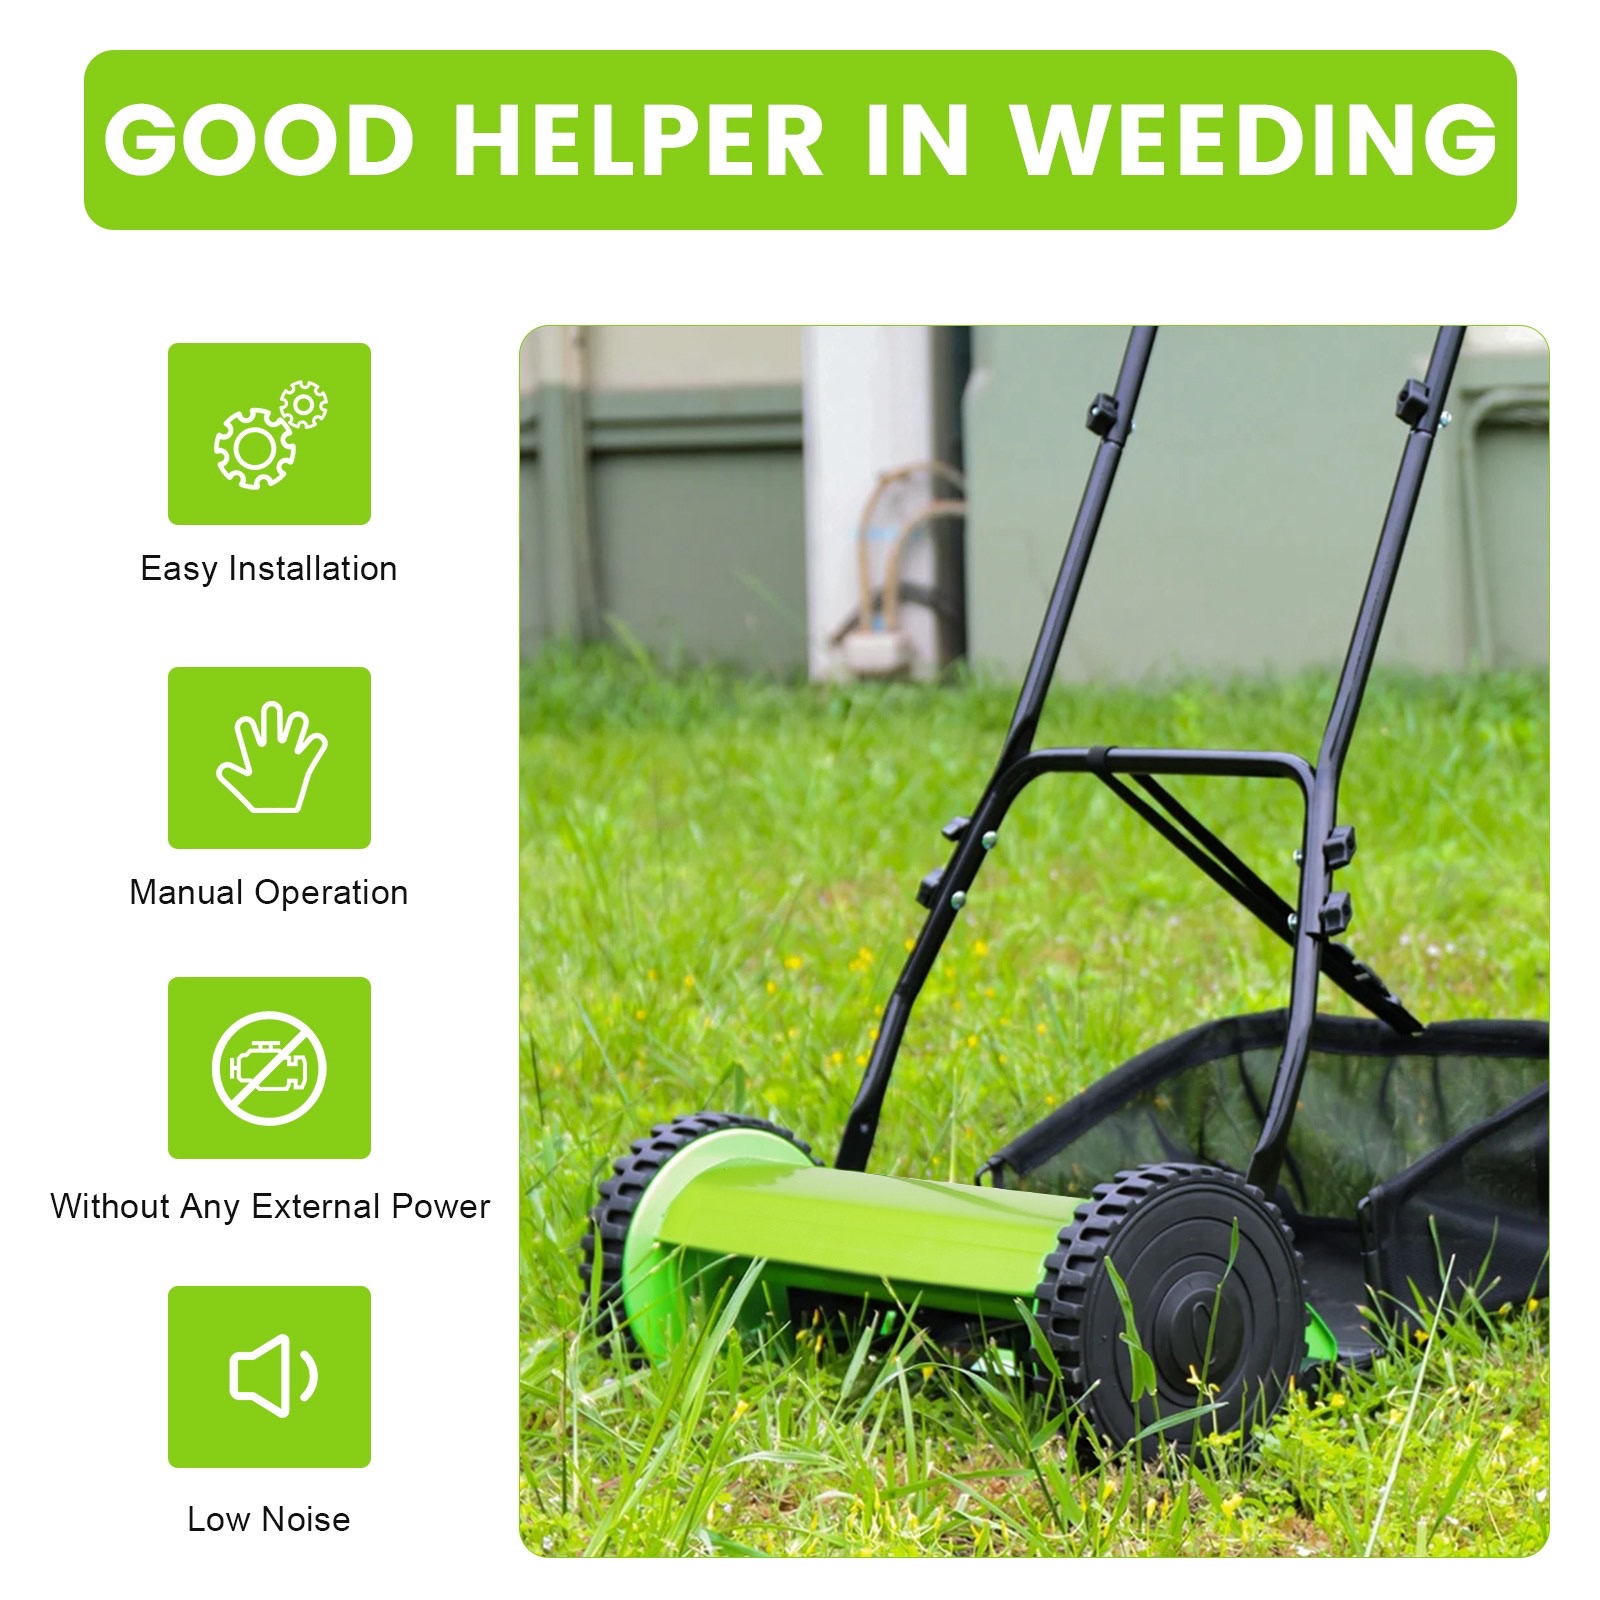 GOOD HELPER IN WEEDING
Easy Installation
Manual Operation
Without Any External Power
Low Noise